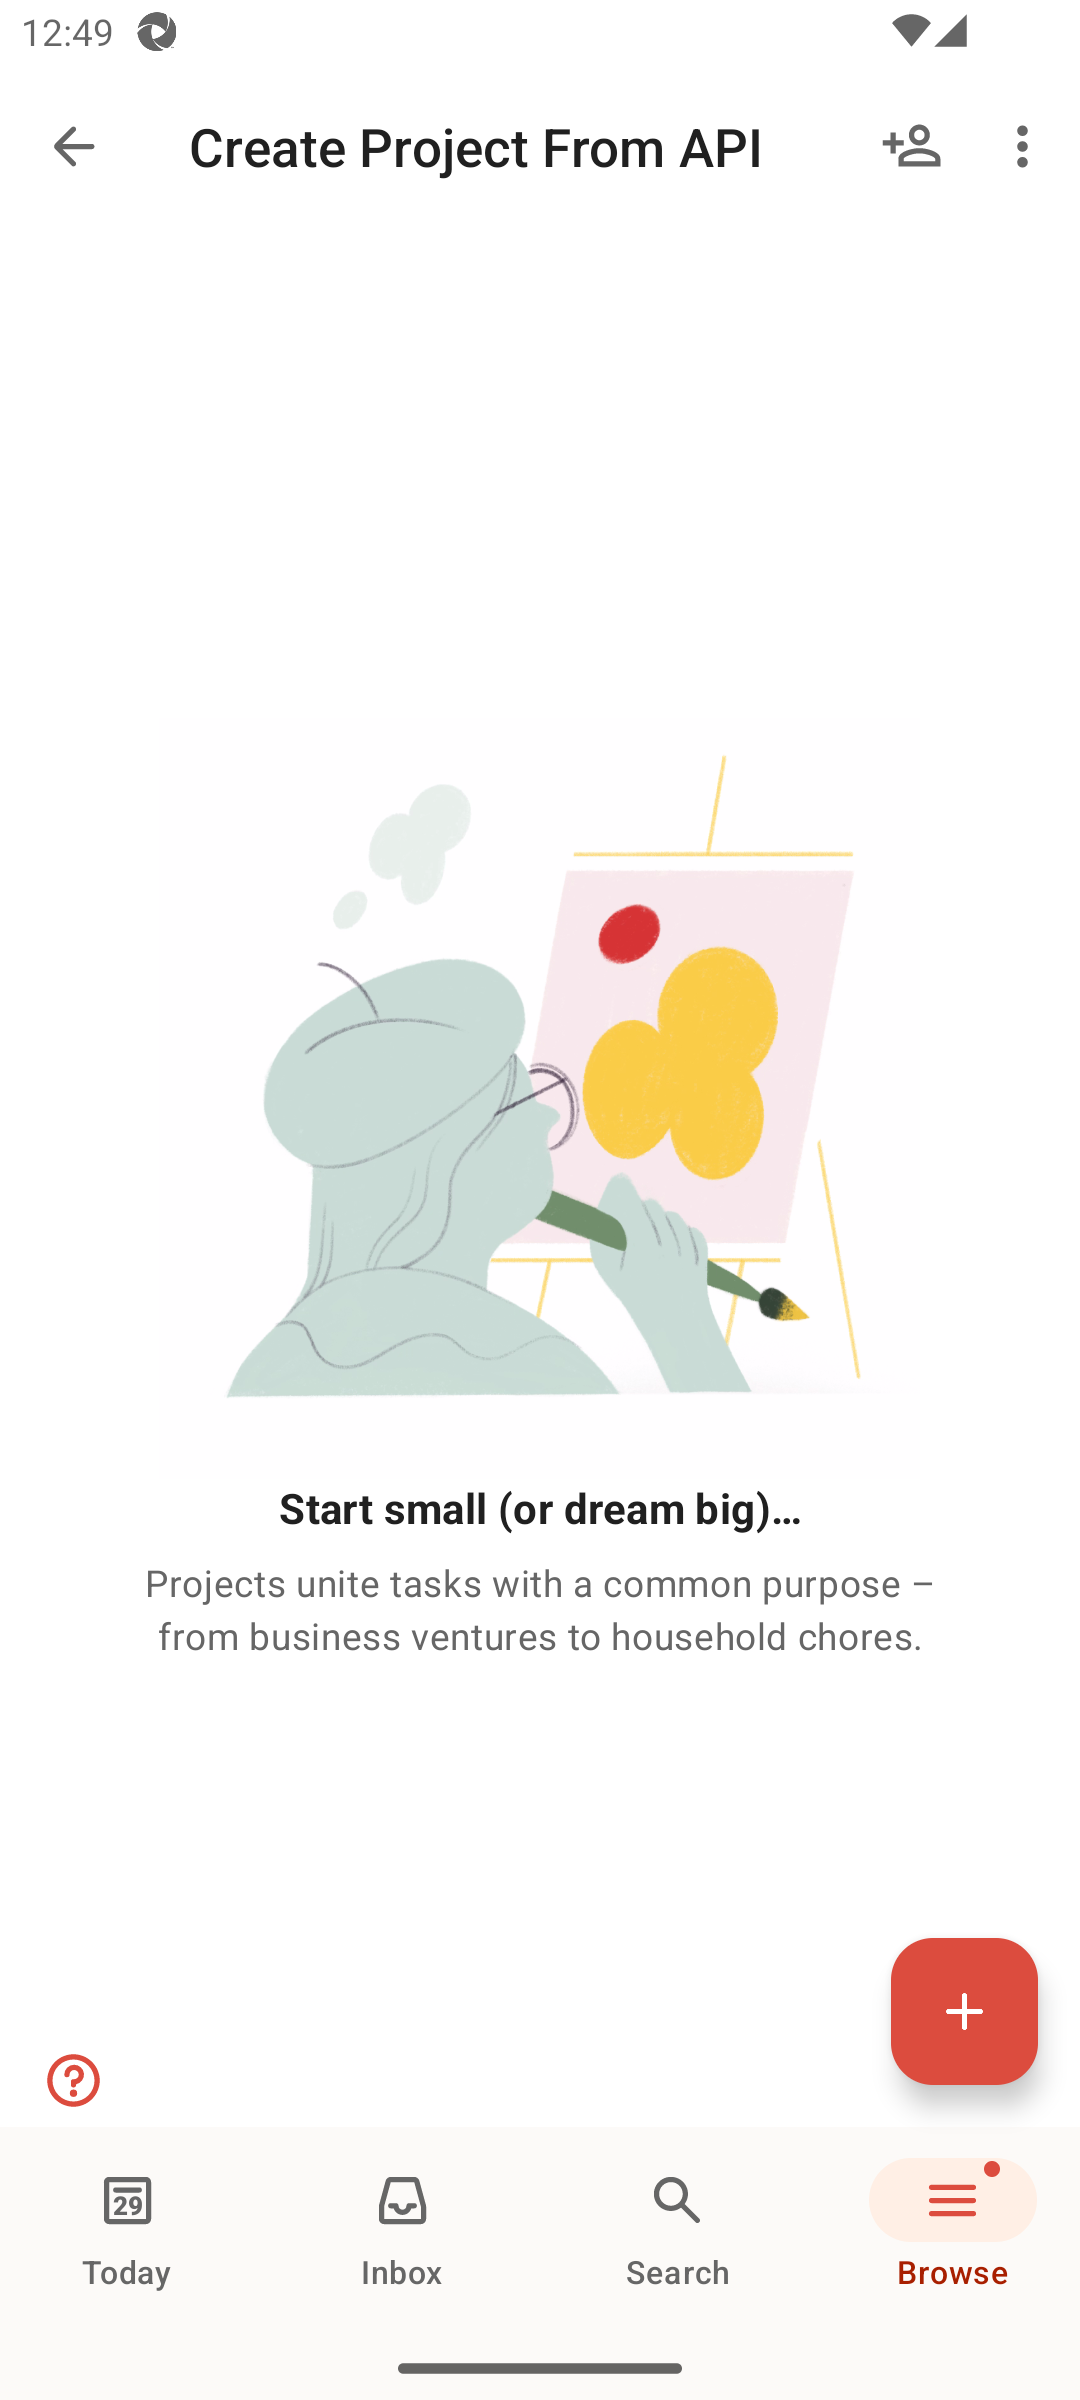 12:49
Create Project From API
Start small (or dream big)…
Projects unite tasks with a common purpose –
from business ventures to household chores.
29
Today
Inbox
Search
Browse